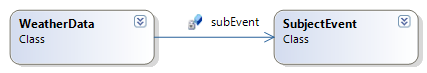 WeatherData
Class
subEvent
SubjectEvent
Class